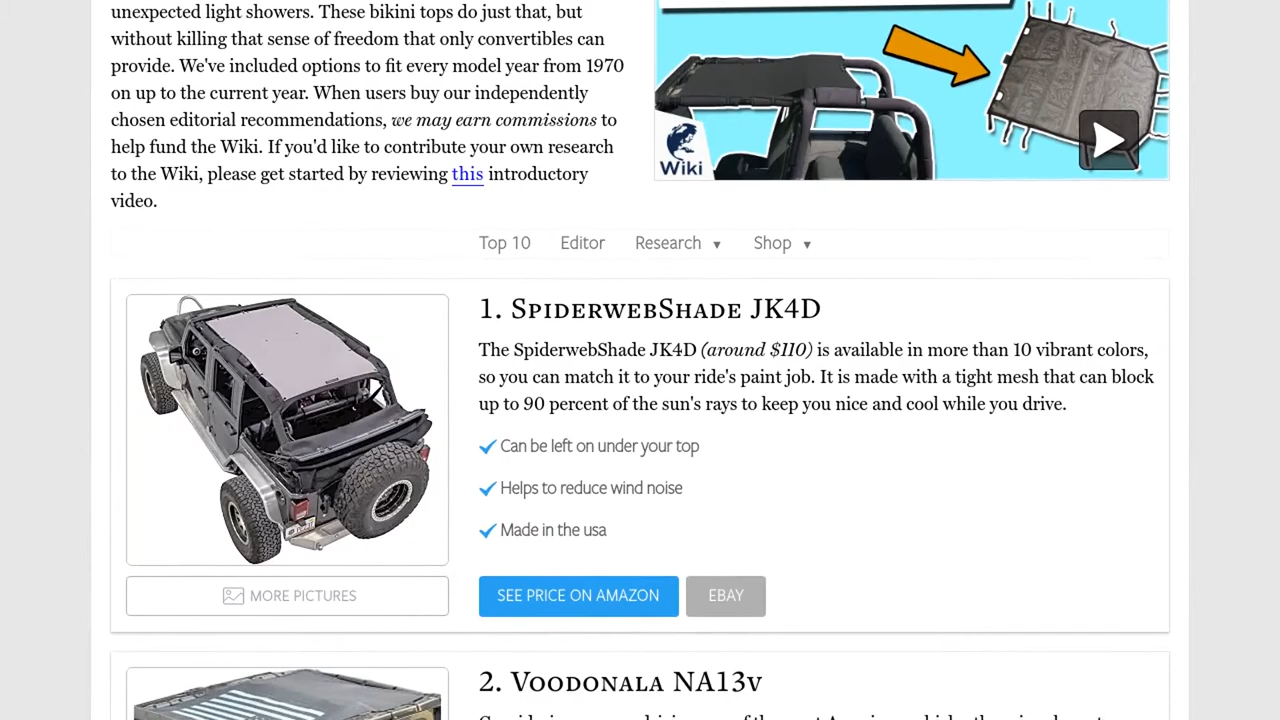 unexpected light showers. These bikini tops do just that, but
without killing that sense of freedom that only convertibles can
provide. We've included options to fit every model year from 1970
on up to the current year. When users buy our independently
chosen editorial recommendations, we may earn commissions to
help fund the Wiki. If you'd like to contribute your own research
to the Wiki, please get started by reviewing this introductory
video.
Wiki
Top 10 Editor Research ▼ Shop ▼
1. SpiderwebShade JK4D
The SpiderwebShade JK4D (around $110) is available in more than 10 vibrant colors,
so you can match it to your ride's paint job. It is made with a tight mesh that can block
up to 90 percent of the sun's rays to keep you nice and cool while you drive.
Can be left on under your top
Helps to reduce wind noise
Made in the usa
MORE PICTURES
SEE PRICE ON AMAZON
EBAY
2. Voodonala NA13v